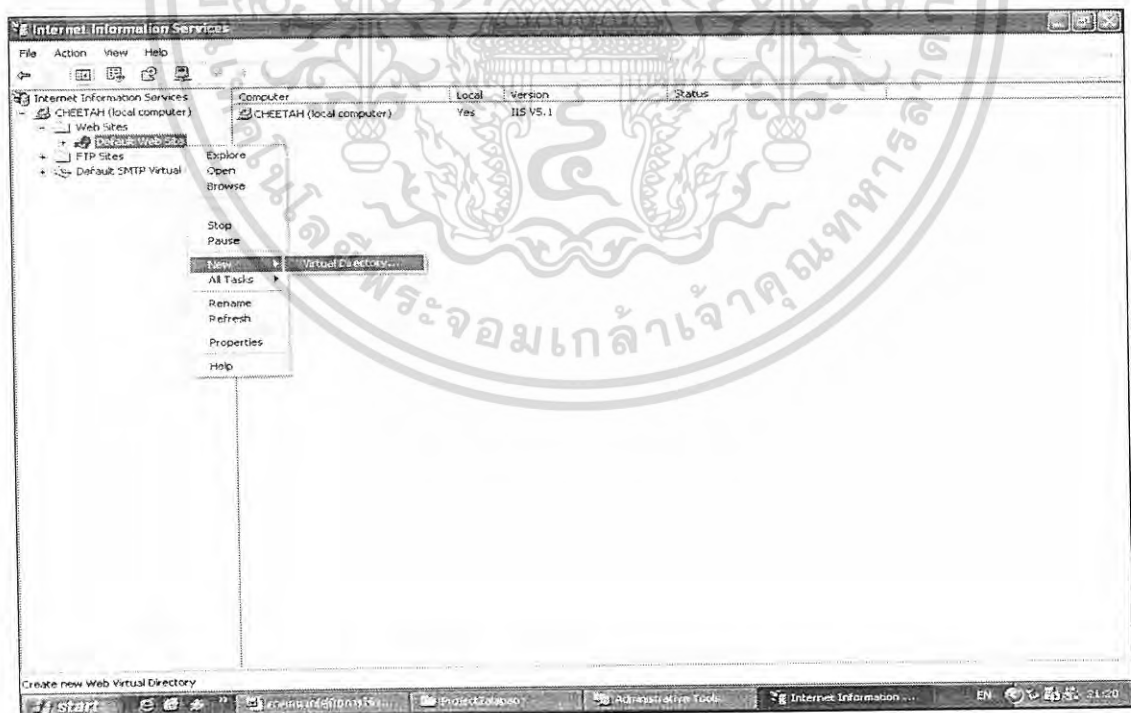 Internet Information Services
File Action View Help
Internet Information Services
Computer Local Version Status
CHEETAH (local computer)
CHEETAH (local computer) Yes IIS V5.1
Web Sites
Default Web Site
FTP Sites
Default SMTP Virtual
Explore
Open
Browse
Stop
Pause
New Virtual Directory...
All Tasks
Rename
Refresh
Properties
Help
พระจอมเกล้าเจ้าคุณทหารลาด
Create new Web Virtual Directory
start
Administrative Tools
Internet Information ...
EN 21:20